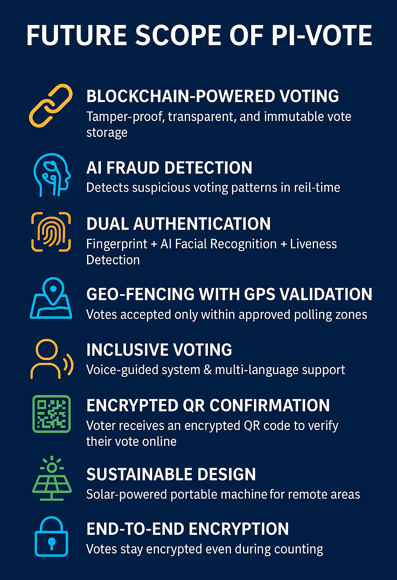 FUTURE SCOPE OF PI-VOTE
BLOCKCHAIN-POWERED VOTING
Tamper-proof, transparent, and immutable vote
storage
AI FRAUD DETECTION
Detects suspicious voting patterns in reil-time
DUAL AUTHENTICATION
Fingerprint + AI Facial Recognition + Liveness
Detection
GEO-FENCING WITH GPS VALIDATION
Votes accepted only within approved polling zones
INCLUSIVE VOTING
Voice-guided system & multi-language support
ENCRYPTED QR CONFIRMATION
Voter receives an encrypted QR code to verify
their vote online
SUSTAINABLE DESIGN
Solar-powered portable machine for remote areas
END-TO-END ENCRYPTION
Votes stay encrypted even during counting